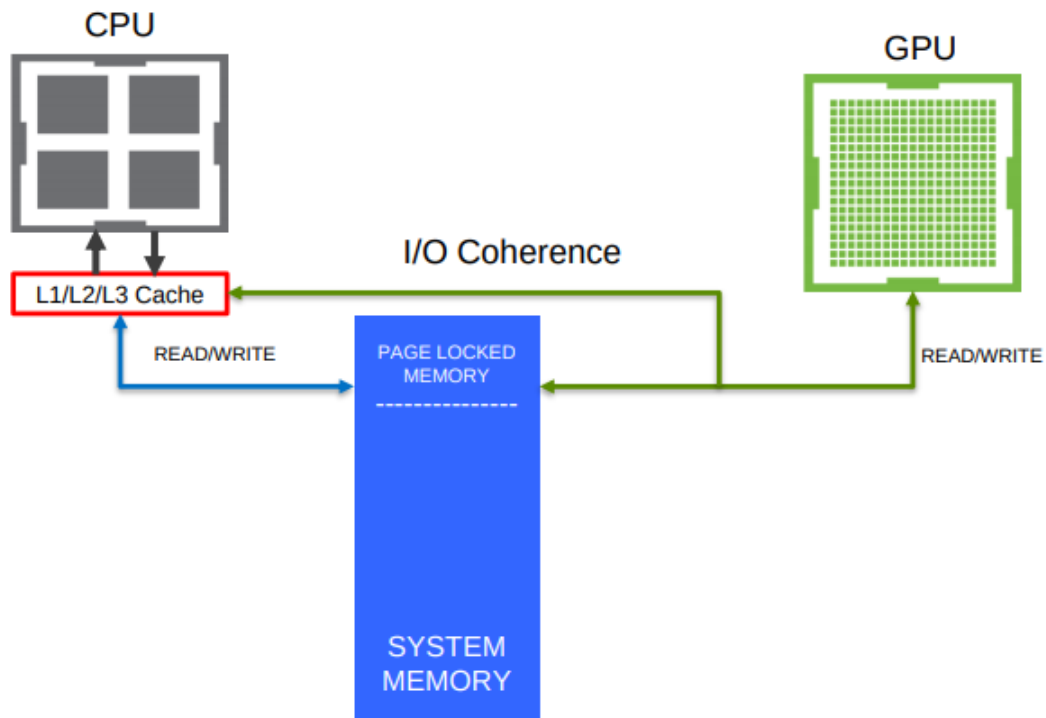 CPU
GPU
I/O Coherence
L1/L2/L3 Cache
READ/WRITE
PAGE LOCKED
MEMORY
READ/WRITE
SYSTEM
MEMORY